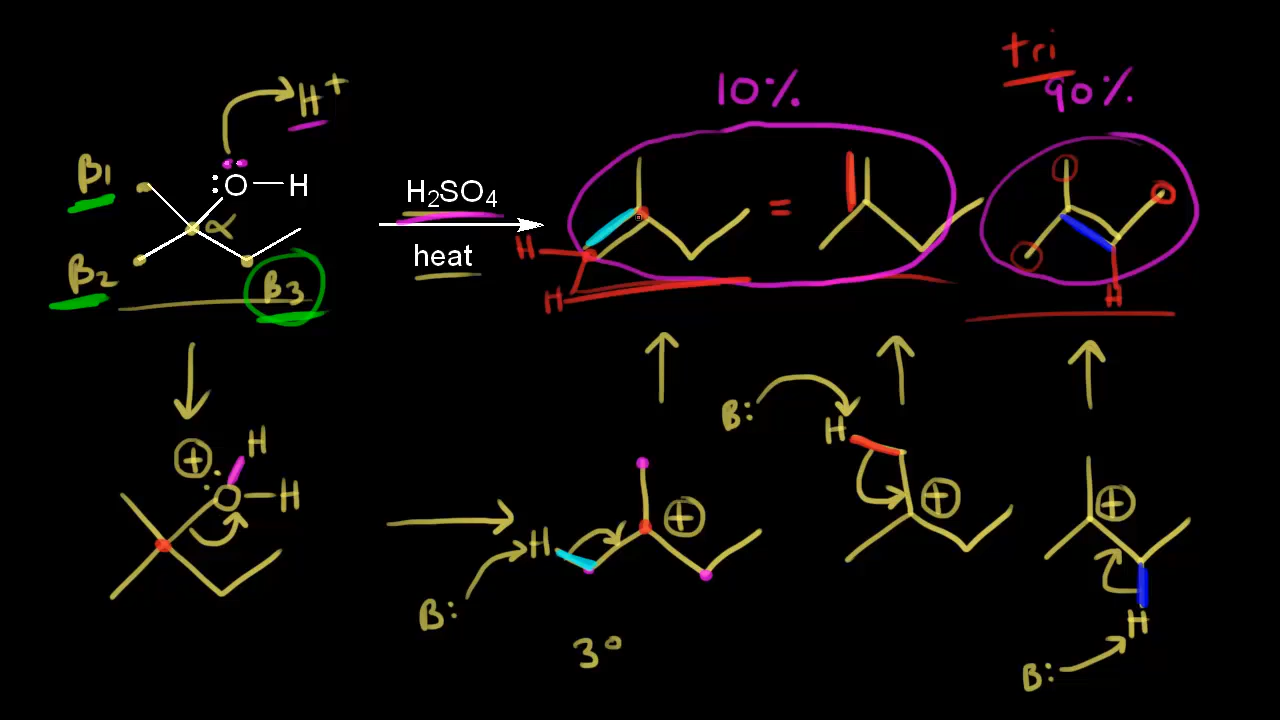 tri
10%
90%
H+
β1
:O—H
α
H2SO4
heat
=
H
H
H
β2
β3
B:
H
+
H
O—H
+
H
+
+
B:
B:
H
3°
B: